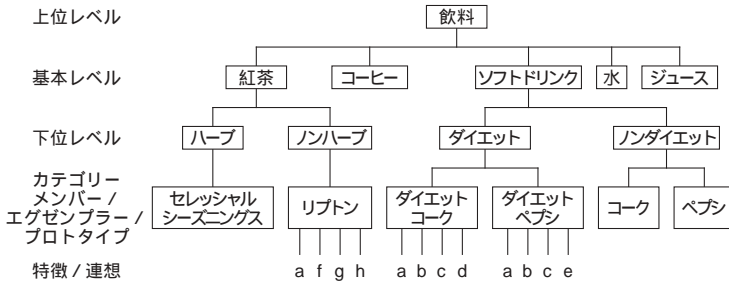 上位レベル
飲料
基本レベル
紅茶
コーヒー
ソフトドリンク
水
ジュース
下位レベル
ハーブ
ノンハーブ
ダイエット
ノンダイエット
カテゴリー
メンバー /
エグゼンプラー /
プロトタイプ
セレッシャル
シーズニングス
リプトン
ダイエット
コーク
ダイエット
ペプシ
コーク
ペプシ
特徴 / 連想
a f g h
a b c d
a b c e